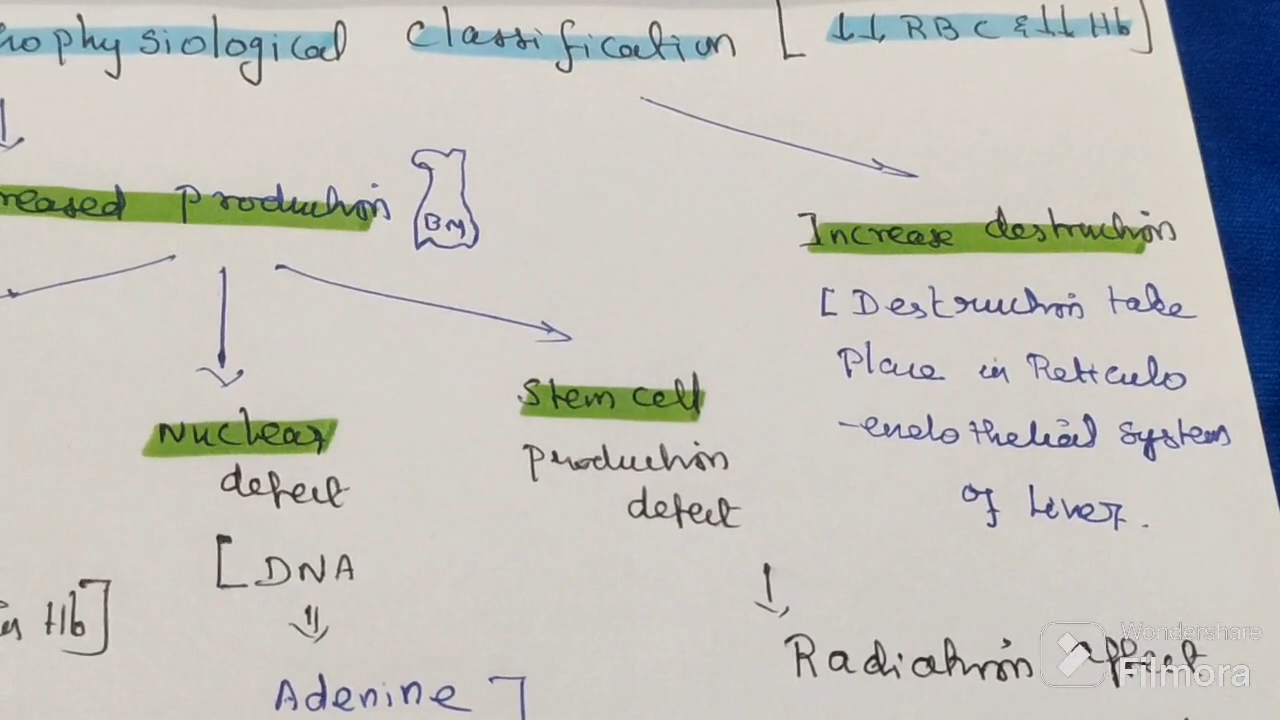 ophysiological Classification [ ↓↓ RBC & ↓↓ Hb]
reased production
BM
Increase destruction
[Destruction take
place in Reticulo
-endothelial system
of Liver.
Nuclear
defect
[DNA
Adenine ]
Stem cell
production
defect
Hb]
Radiation affect
Wondershare
Filmora